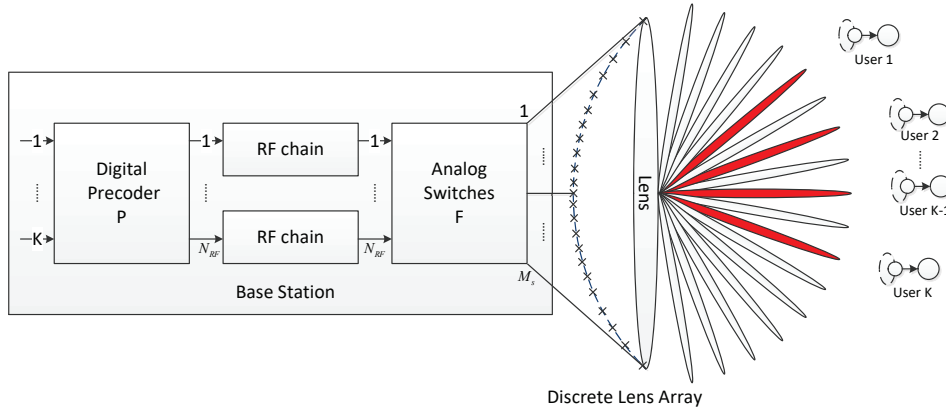 1
K
Digital
Precoder
P
1
N_RF
RF chain
RF chain
1
N_RF
Analog
Switches
F
1
M_s
Base Station
Lens
Discrete Lens Array
User 1
User 2
User K-1
User K